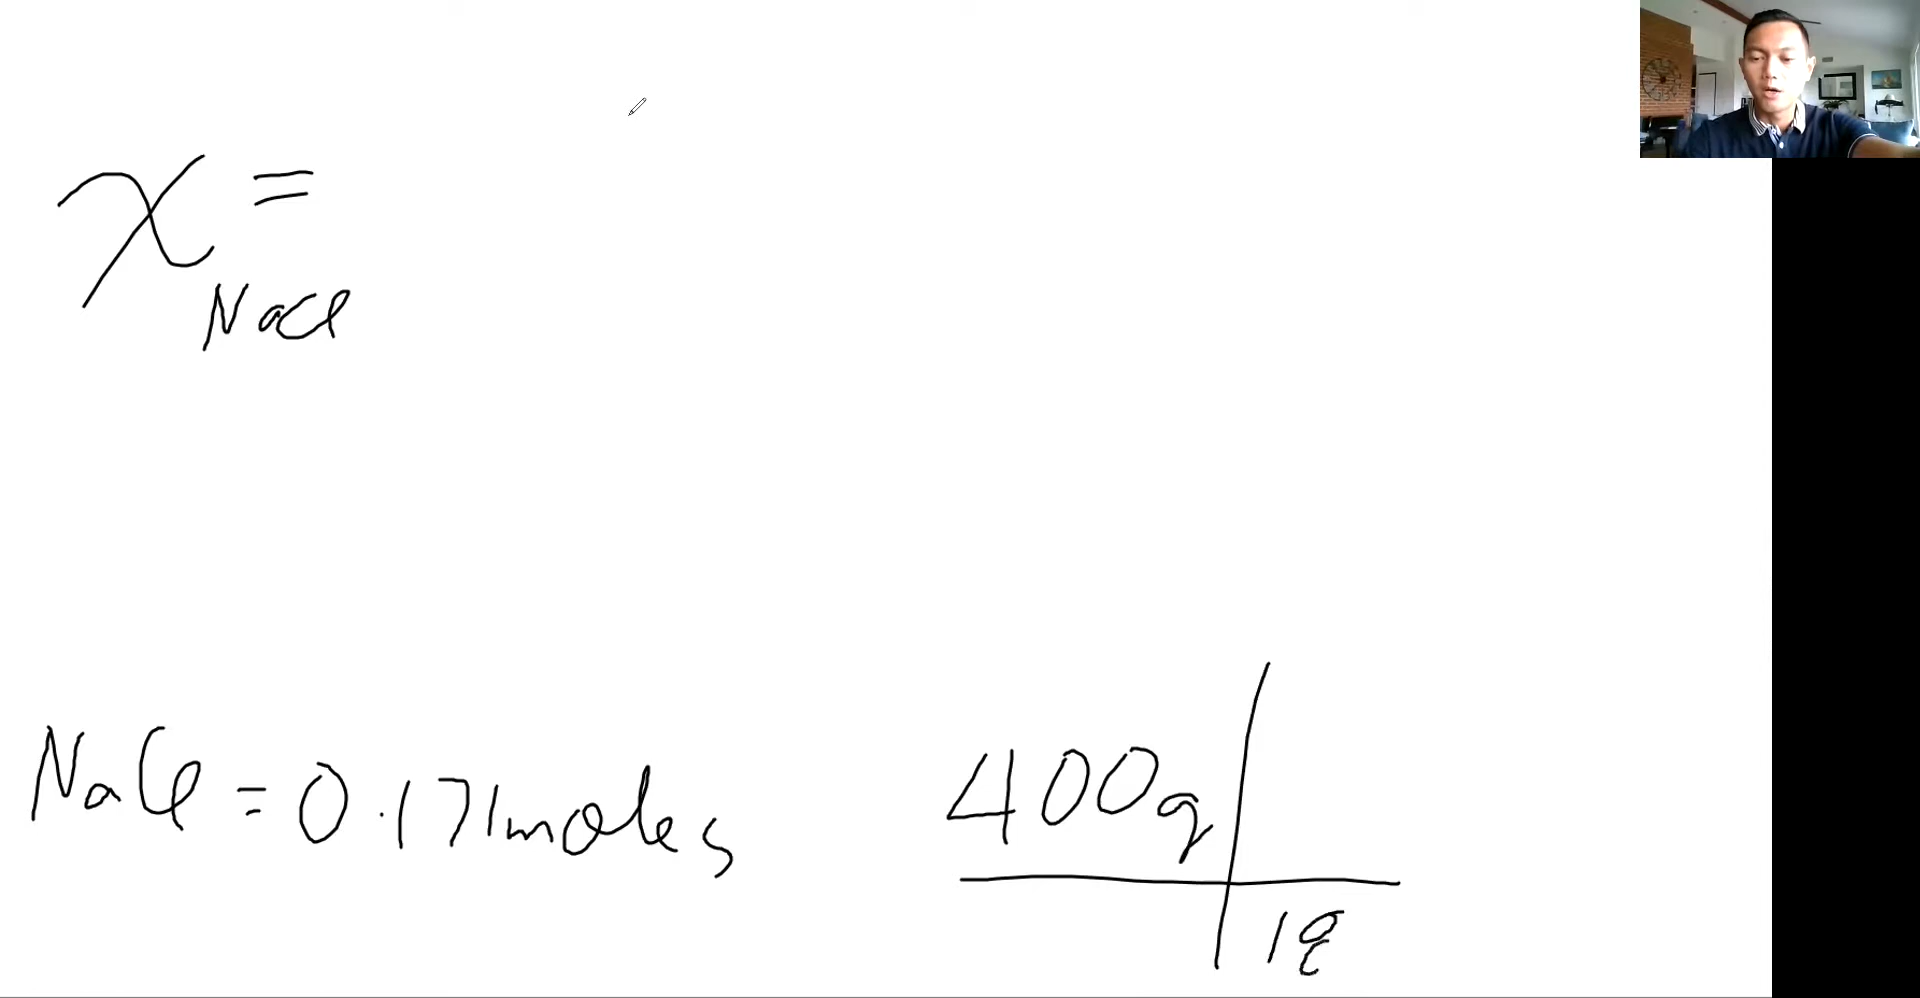 χ =
NaCl
NaCl = 0.171moles
400g
18